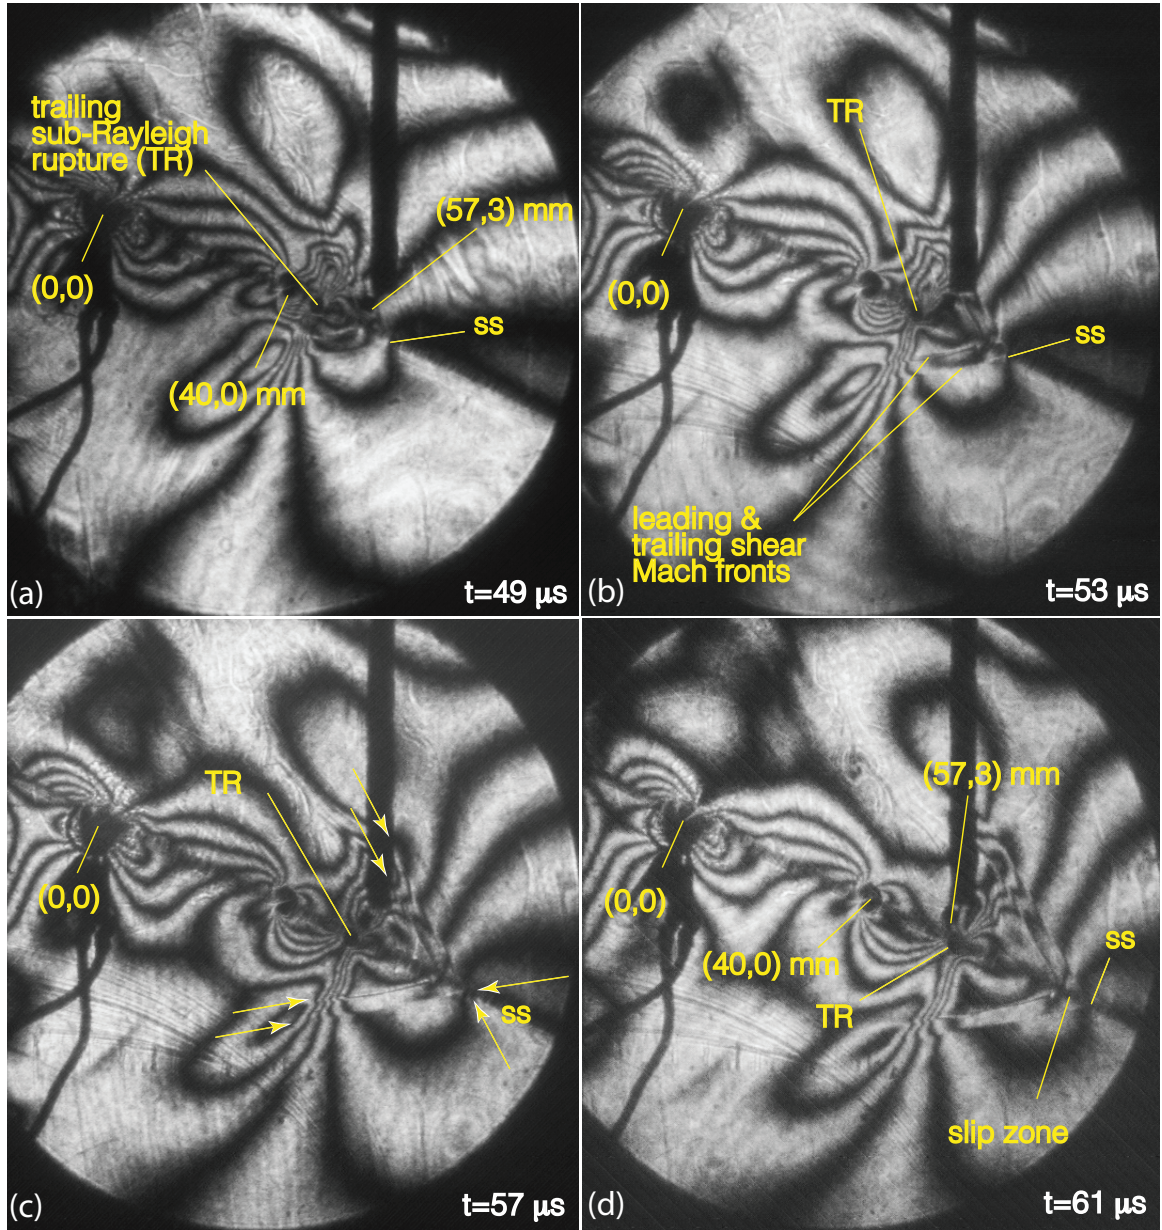 trailing
sub-Rayleigh
rupture (TR)
(57,3) mm
(0,0)
ss
(40,0) mm
(a)
t=49 μs
TR
(0,0)
ss
leading &
trailing shear
Mach fronts
(b)
t=53 μs
TR
(0,0)
ss
(c)
t=57 μs
(57,3) mm
(0,0)
ss
(40,0) mm
TR
slip zone
(d)
t=61 μs